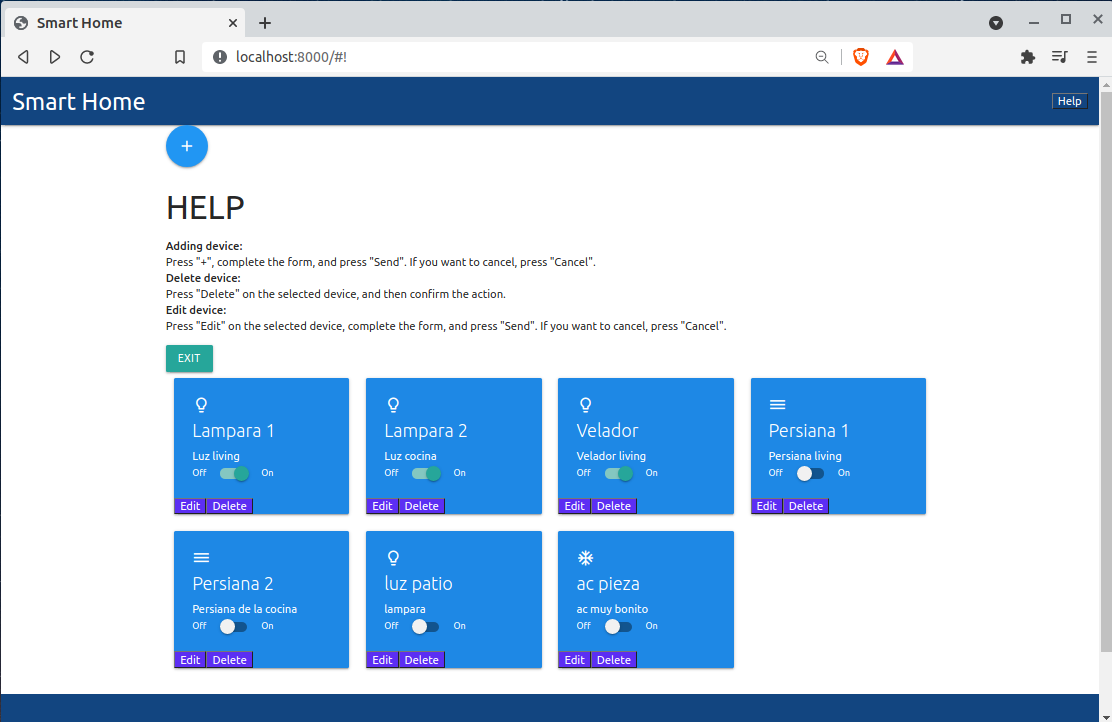 Smart Home
localhost:8000/#!
Smart Home
Help
+
HELP
Adding device:
Press "+", complete the form, and press "Send". If you want to cancel, press "Cancel".
Delete device:
Press "Delete" on the selected device, and then confirm the action.
Edit device:
Press "Edit" on the selected device, complete the form, and press "Send". If you want to cancel, press "Cancel".
EXIT
Lampara 1
Luz living
Off On
Edit Delete
Lampara 2
Luz cocina
Off On
Edit Delete
Velador
Velador living
Off On
Edit Delete
Persiana 1
Persiana living
Off On
Edit Delete
Persiana 2
Persiana de la cocina
Off On
Edit Delete
luz patio
lampara
Off On
Edit Delete
ac pieza
ac muy bonito
Off On
Edit Delete